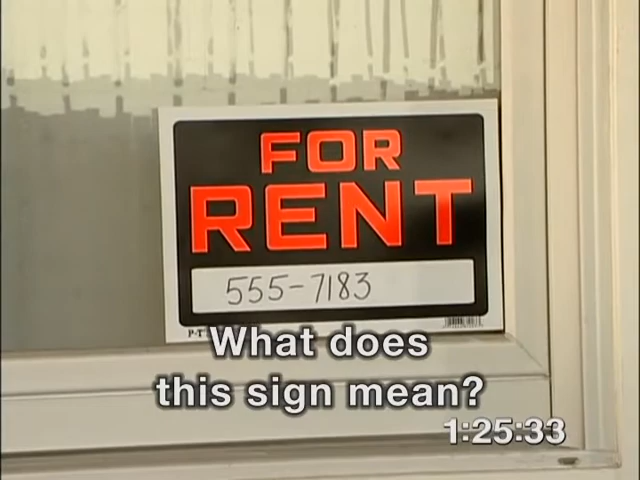 FOR
RENT
555-7183
What does
this sign mean?
1:25:33